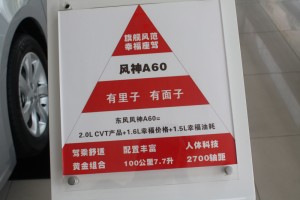 旗舰风范
幸福座驾
风神A60
有里子 有面子
东风风神A60=
2.0L CVT产品+1.6L幸福价格+1.5L幸福油耗
驾乘舒适 配置丰富 人体科技
黄金组合 100公里7.7升 2700轴距